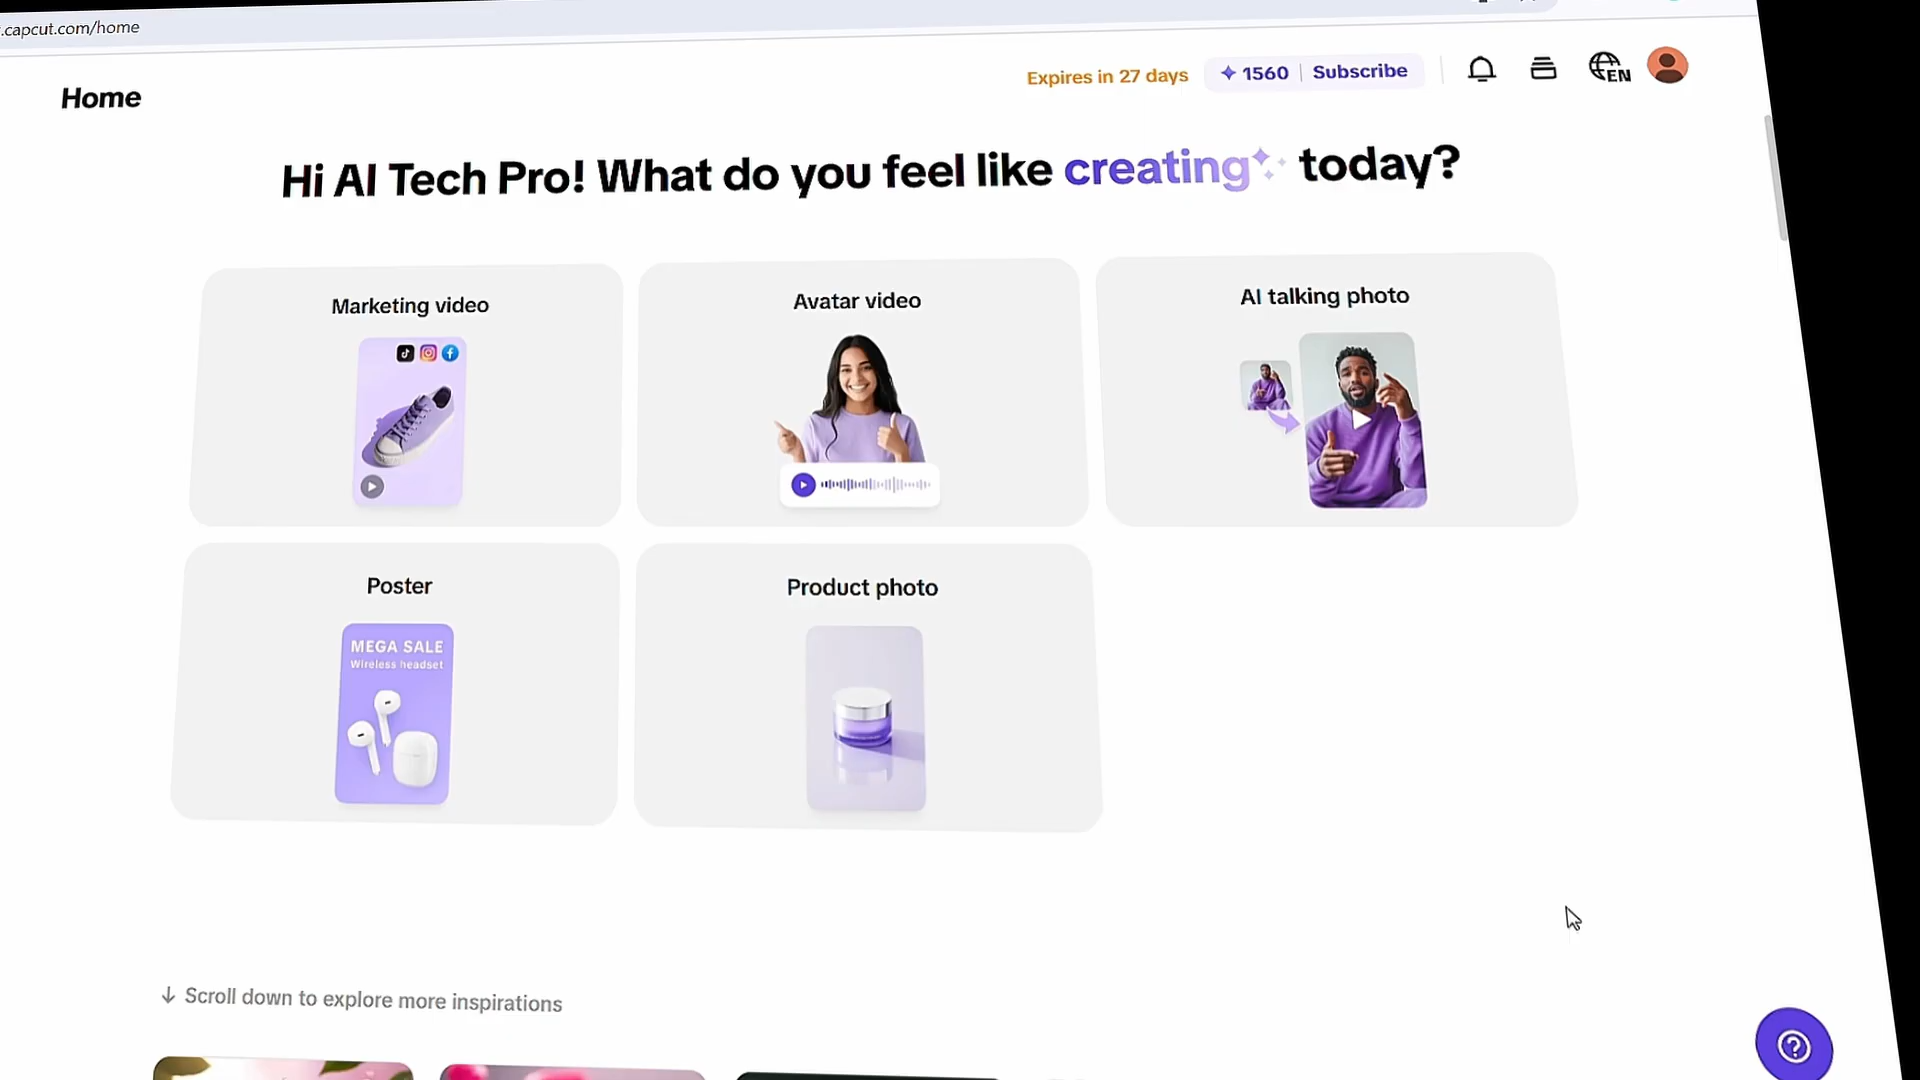 .capcut.com/home
Home
Expires in 27 days
1560
Subscribe
EN
Hi AI Tech Pro! What do you feel like creating today?
Marketing video
Avatar video
AI talking photo
Poster
MEGA SALE
Wireless headset
Product photo
Scroll down to explore more inspirations